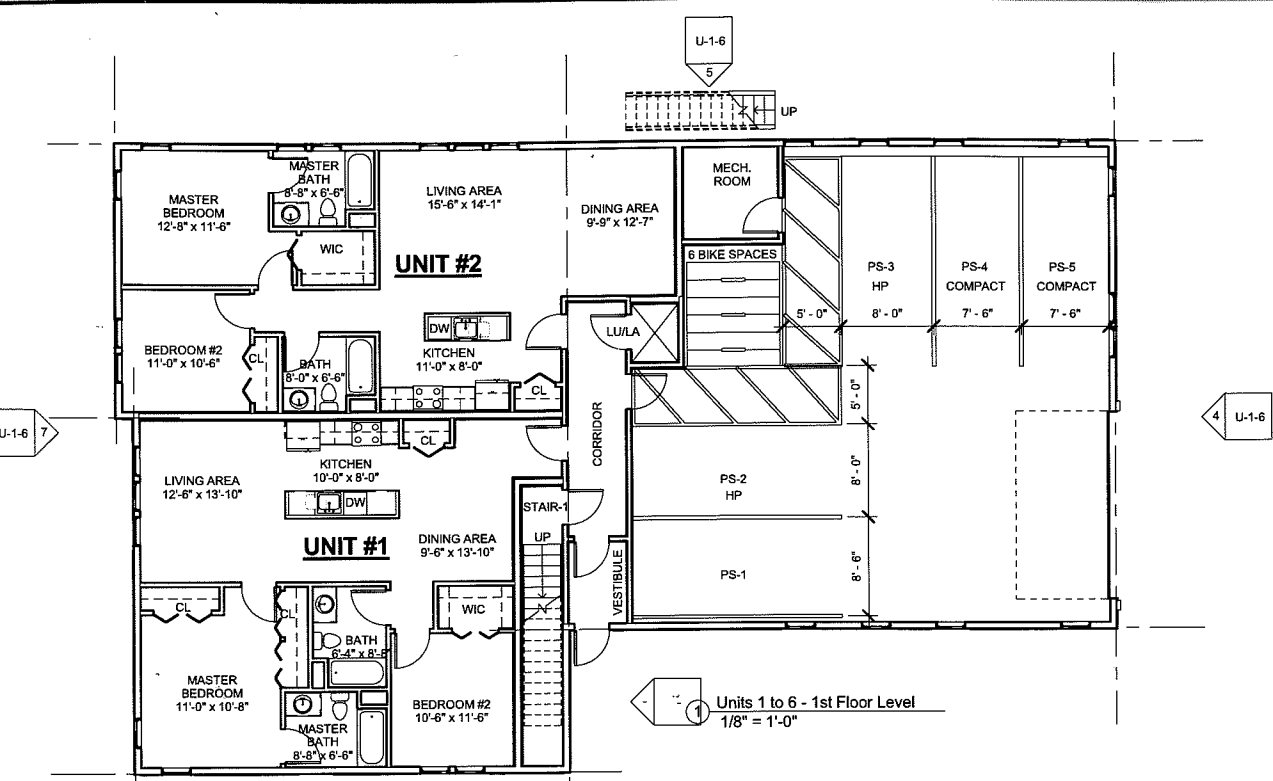 U-1-6
5
UP
MASTER
BATH
8'-8" x 6'-6"
MASTER
BEDROOM
12'-8" x 11'-6"
WIC
LIVING AREA
15'-6" x 14'-1"
DINING AREA
9'-9" x 12'-7"
UNIT #2
MECH.
ROOM
6 BIKE SPACES
PS-3
HP
8' - 0"
PS-4
COMPACT
7' - 6"
PS-5
COMPACT
7' - 6"
5' - 0"
BEDROOM #2
11'-0" x 10'-6"
CL
BATH
8'-0" x 6'-6"
DW
KITCHEN
11'-0" x 8'-0"
CL
LU/LA
5' - 0"
U-1-6
7
4
U-1-6
CORRIDOR
CL
KITCHEN
10'-0" x 8'-0"
LIVING AREA
12'-6" x 13'-10"
DW
UNIT #1
DINING AREA
9'-6" x 13'-10"
STAIR-1
UP
PS-2
HP
8' - 0"
PS-1
8' - 6"
VESTIBULE
CL
CL
BATH
WIC
MASTER
BEDROOM
11'-0" x 10'-8"
BEDROOM #2
10'-6" x 11'-6"
MASTER
BATH
8'-8" x 6'-6"
1
Units 1 to 6 - 1st Floor Level
1/8" = 1'-0"